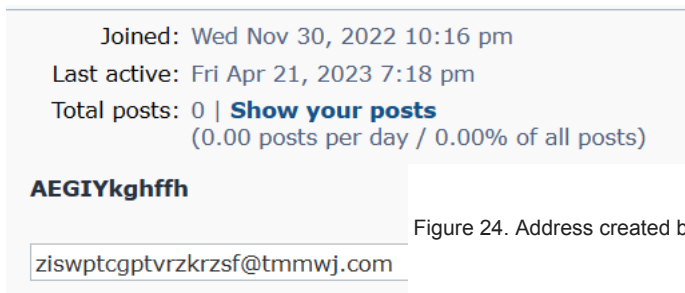 Joined: Wed Nov 30, 2022 10:16 pm
Last active: Fri Apr 21, 2023 7:18 pm
Total posts: 0 | Show your posts
(0.00 posts per day / 0.00% of all posts)
AEGIYkghffh
Figure 24. Address created b
ziswptcgptvrzkrzsf@tmmwj.com